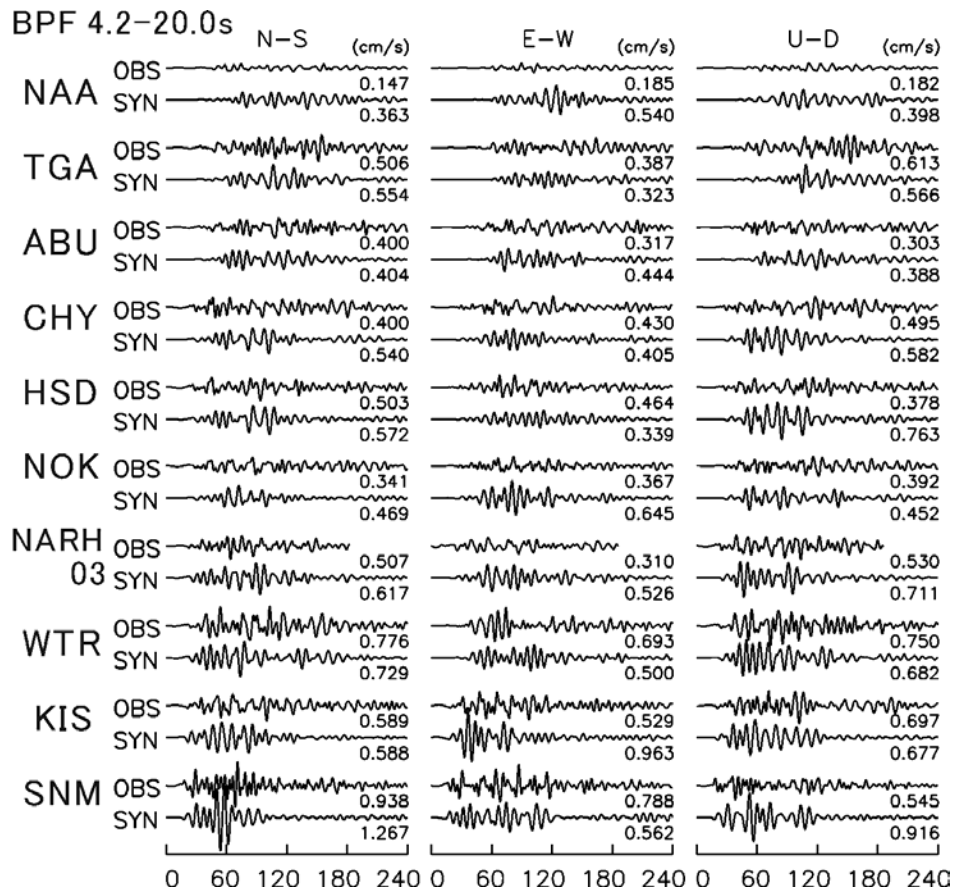 BPF 4.2-20.0s
N-S (cm/s) E-W (cm/s) U-D (cm/s)
NAA OBS 0.147 0.185 0.182
SYN 0.363 0.540 0.398
TGA OBS 0.506 0.387 0.613
SYN 0.554 0.323 0.566
ABU OBS 0.400 0.317 0.303
SYN 0.404 0.444 0.388
CHY OBS 0.400 0.430 0.495
SYN 0.540 0.405 0.582
HSD OBS 0.503 0.464 0.378
SYN 0.572 0.339 0.763
NOK OBS 0.341 0.367 0.392
SYN 0.469 0.645 0.452
NARH OBS 0.507 0.310 0.530
03 SYN 0.617 0.526 0.711
WTR OBS 0.776 0.693 0.750
SYN 0.729 0.500 0.682
KIS OBS 0.589 0.529 0.697
SYN 0.588 0.963 0.677
SNM OBS 0.938 0.788 0.545
SYN 1.267 0.562 0.916
0 60 120 180 240 0 60 120 180 240 0 60 120 180 240